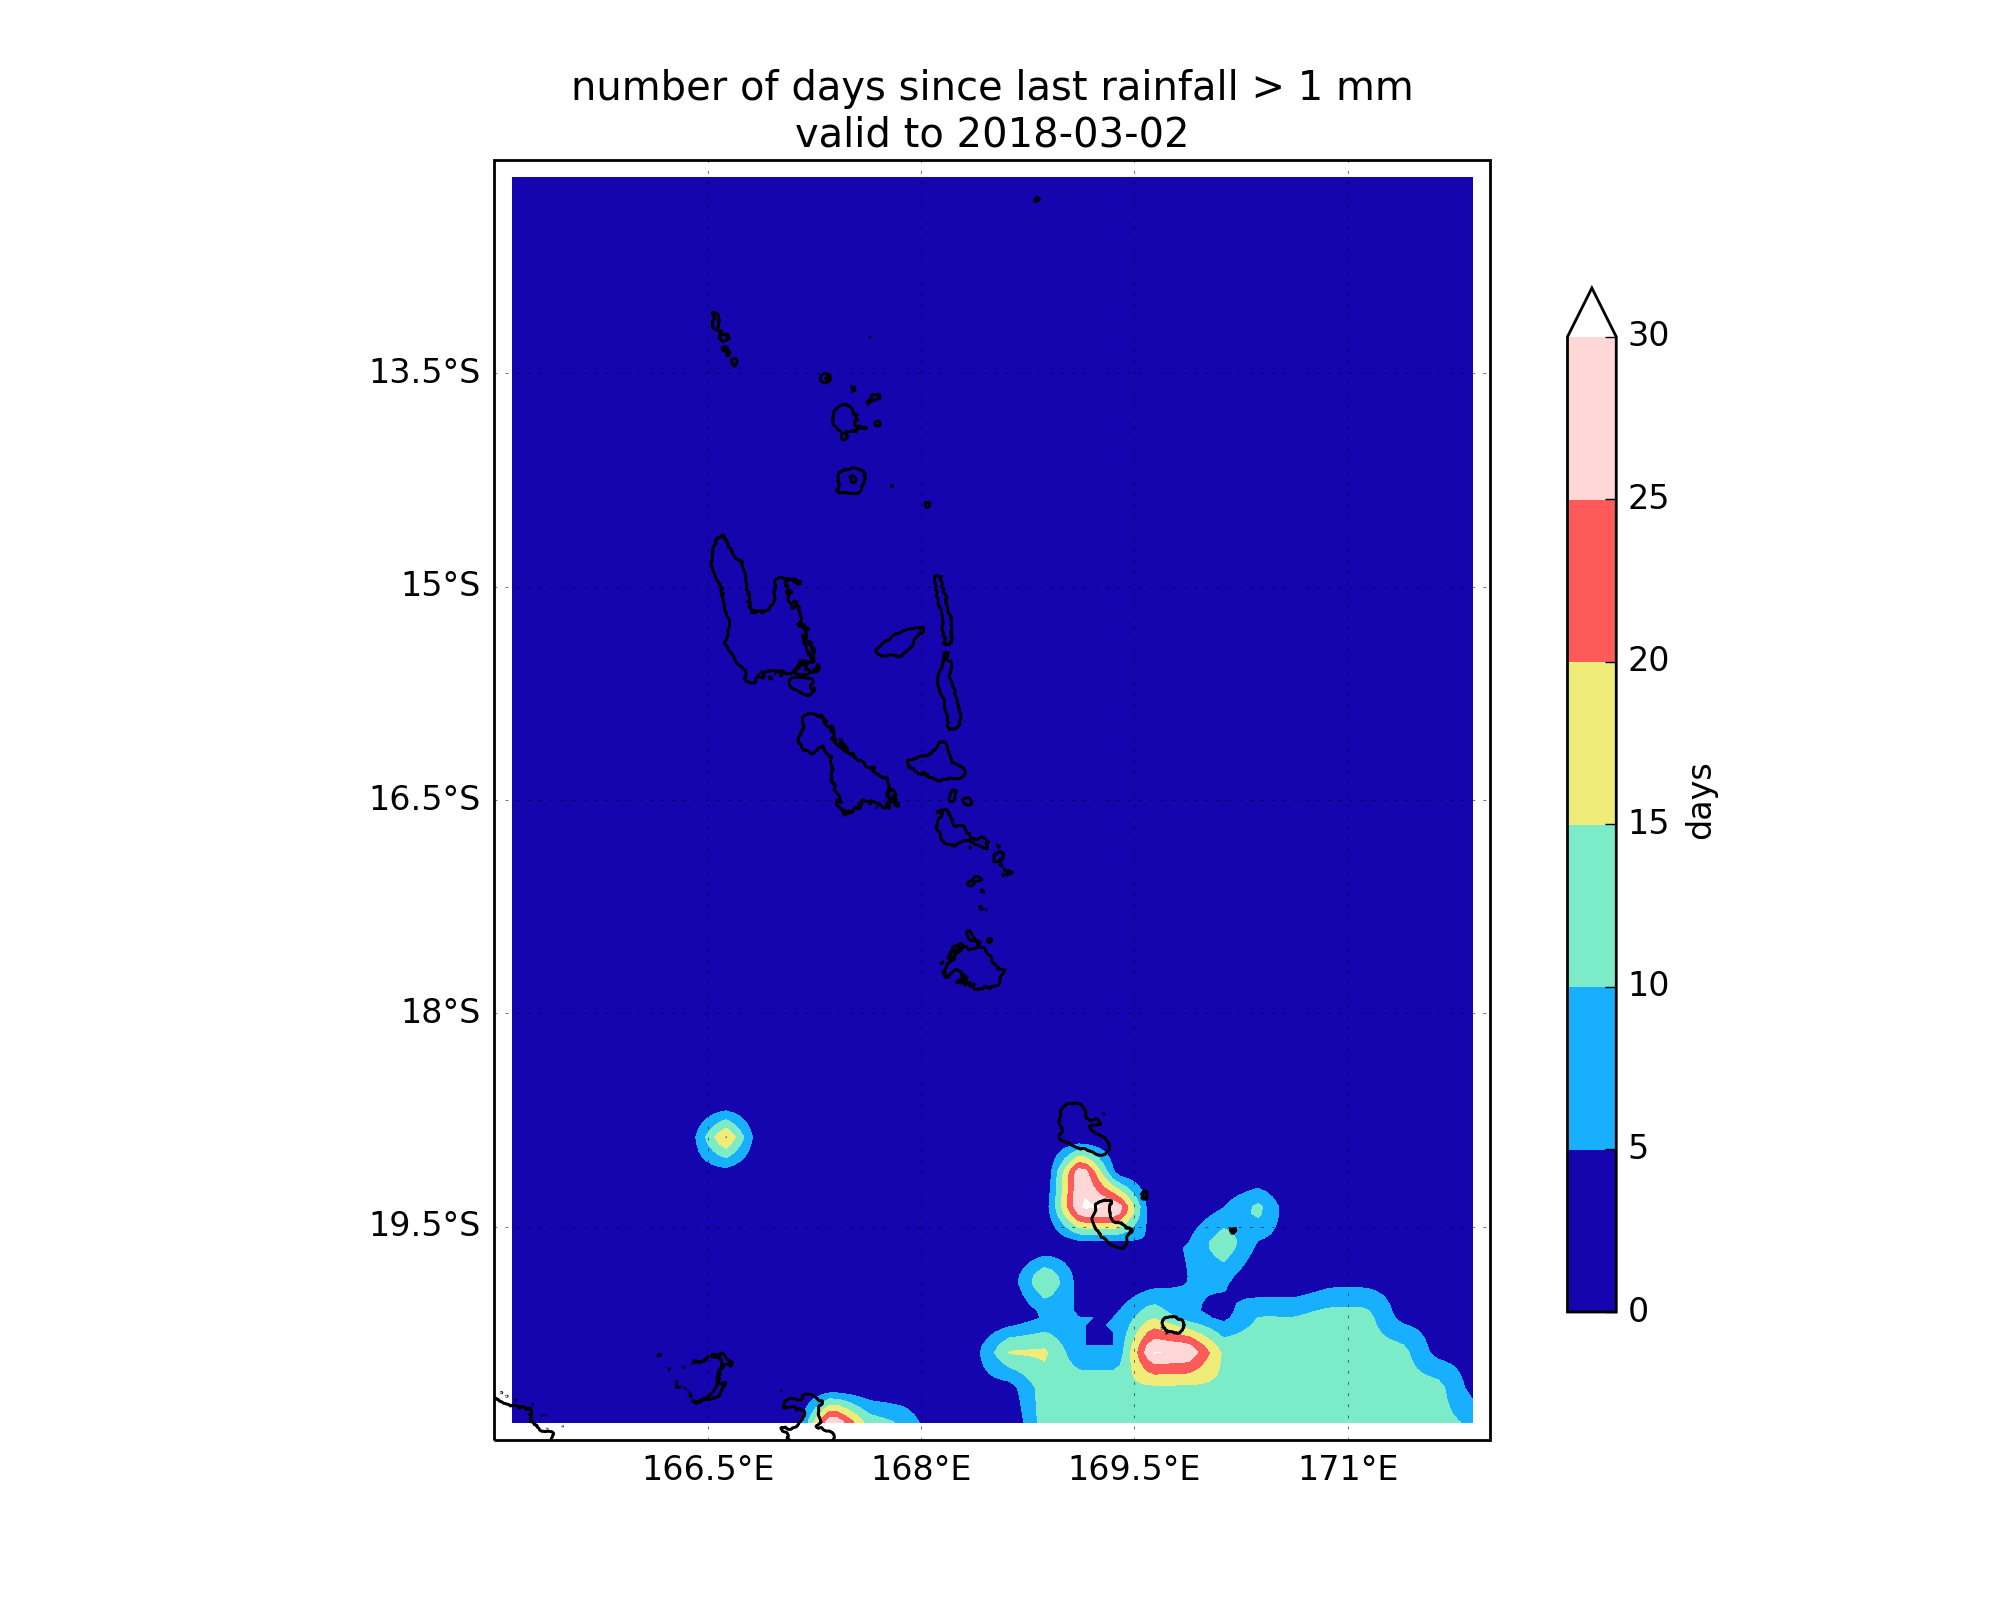 number of days since last rainfall > 1 mm
valid to 2018-03-02
13.5°S
15°S
16.5°S
18°S
19.5°S
166.5°E
168°E
169.5°E
171°E
30
25
20
15
10
5
0
days